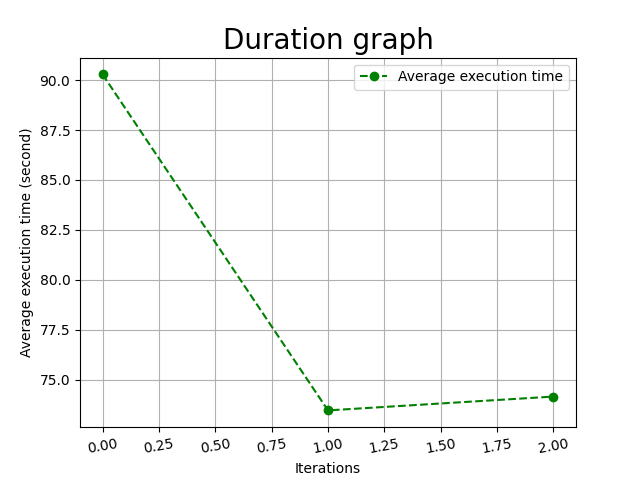 Duration graph
Average execution time
90.0
87.5
85.0
82.5
80.0
77.5
75.0
Average execution time (second)
0.00 0.25 0.50 0.75 1.00 1.25 1.50 1.75 2.00
Iterations